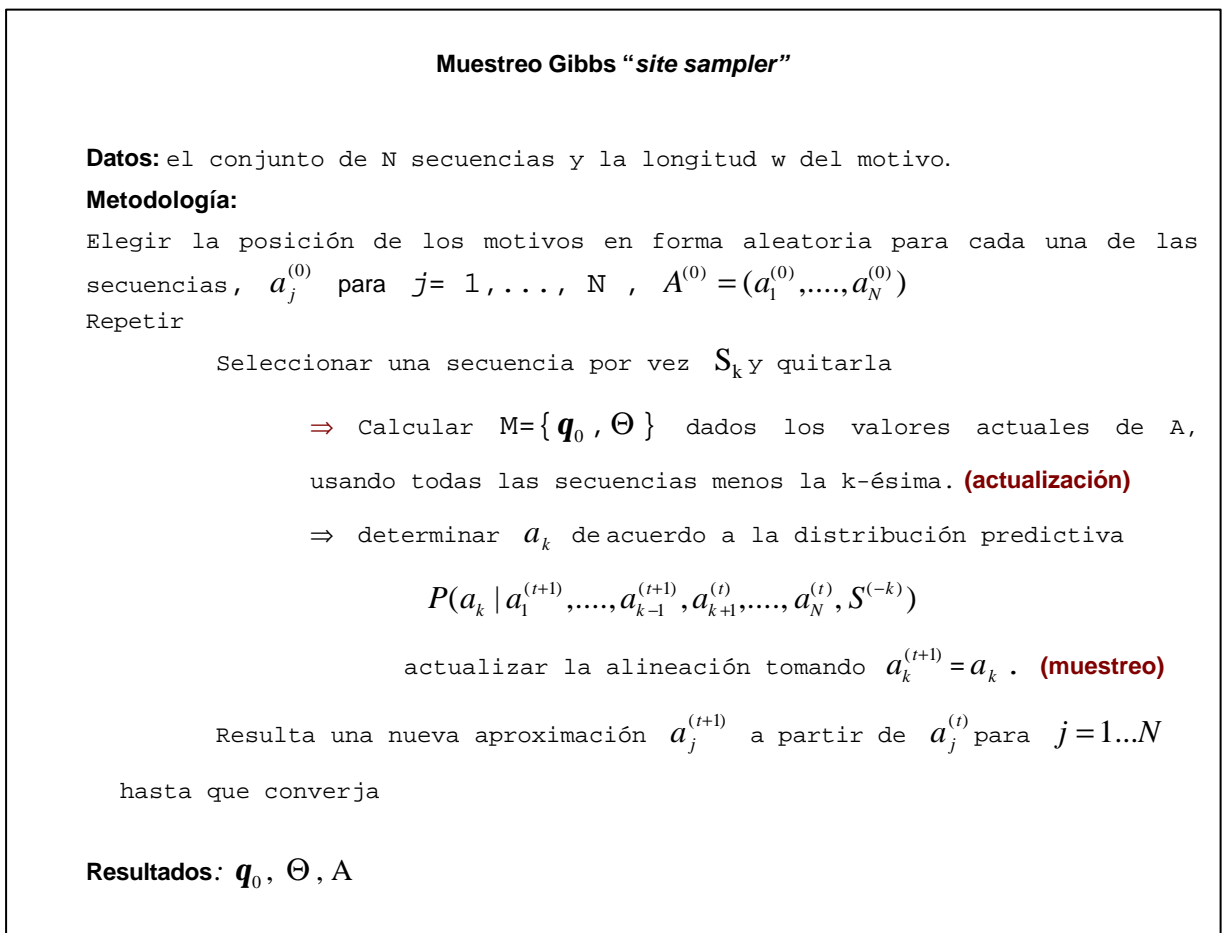 Muestreo Gibbs “site sampler”
Datos: el conjunto de N secuencias y la longitud w del motivo.
Metodología:
Elegir la posición de los motivos en forma aleatoria para cada una de las
secuencias, a_j^{(0)} para j= 1,..., N , A^{(0)} = (a_1^{(0)},....,a_N^{(0)})
Repetir
Seleccionar una secuencia por vez S_k y quitarla
⇒ Calcular M={ q_0 , Θ } dados los valores actuales de A,
usando todas las secuencias menos la k-ésima. (actualización)
⇒ determinar a_k de acuerdo a la distribución predictiva
P(a_k | a_1^{(t+1)},....,a_{k-1}^{(t+1)},a_{k+1}^{(t)},....,a_N^{(t)},S^{(-k)})
actualizar la alineación tomando a_k^{(t+1)} = a_k . (muestreo)
Resulta una nueva aproximación a_j^{(t+1)} a partir de a_j^{(t)} para j = 1...N
hasta que converja
Resultados: q_0 , Θ , A